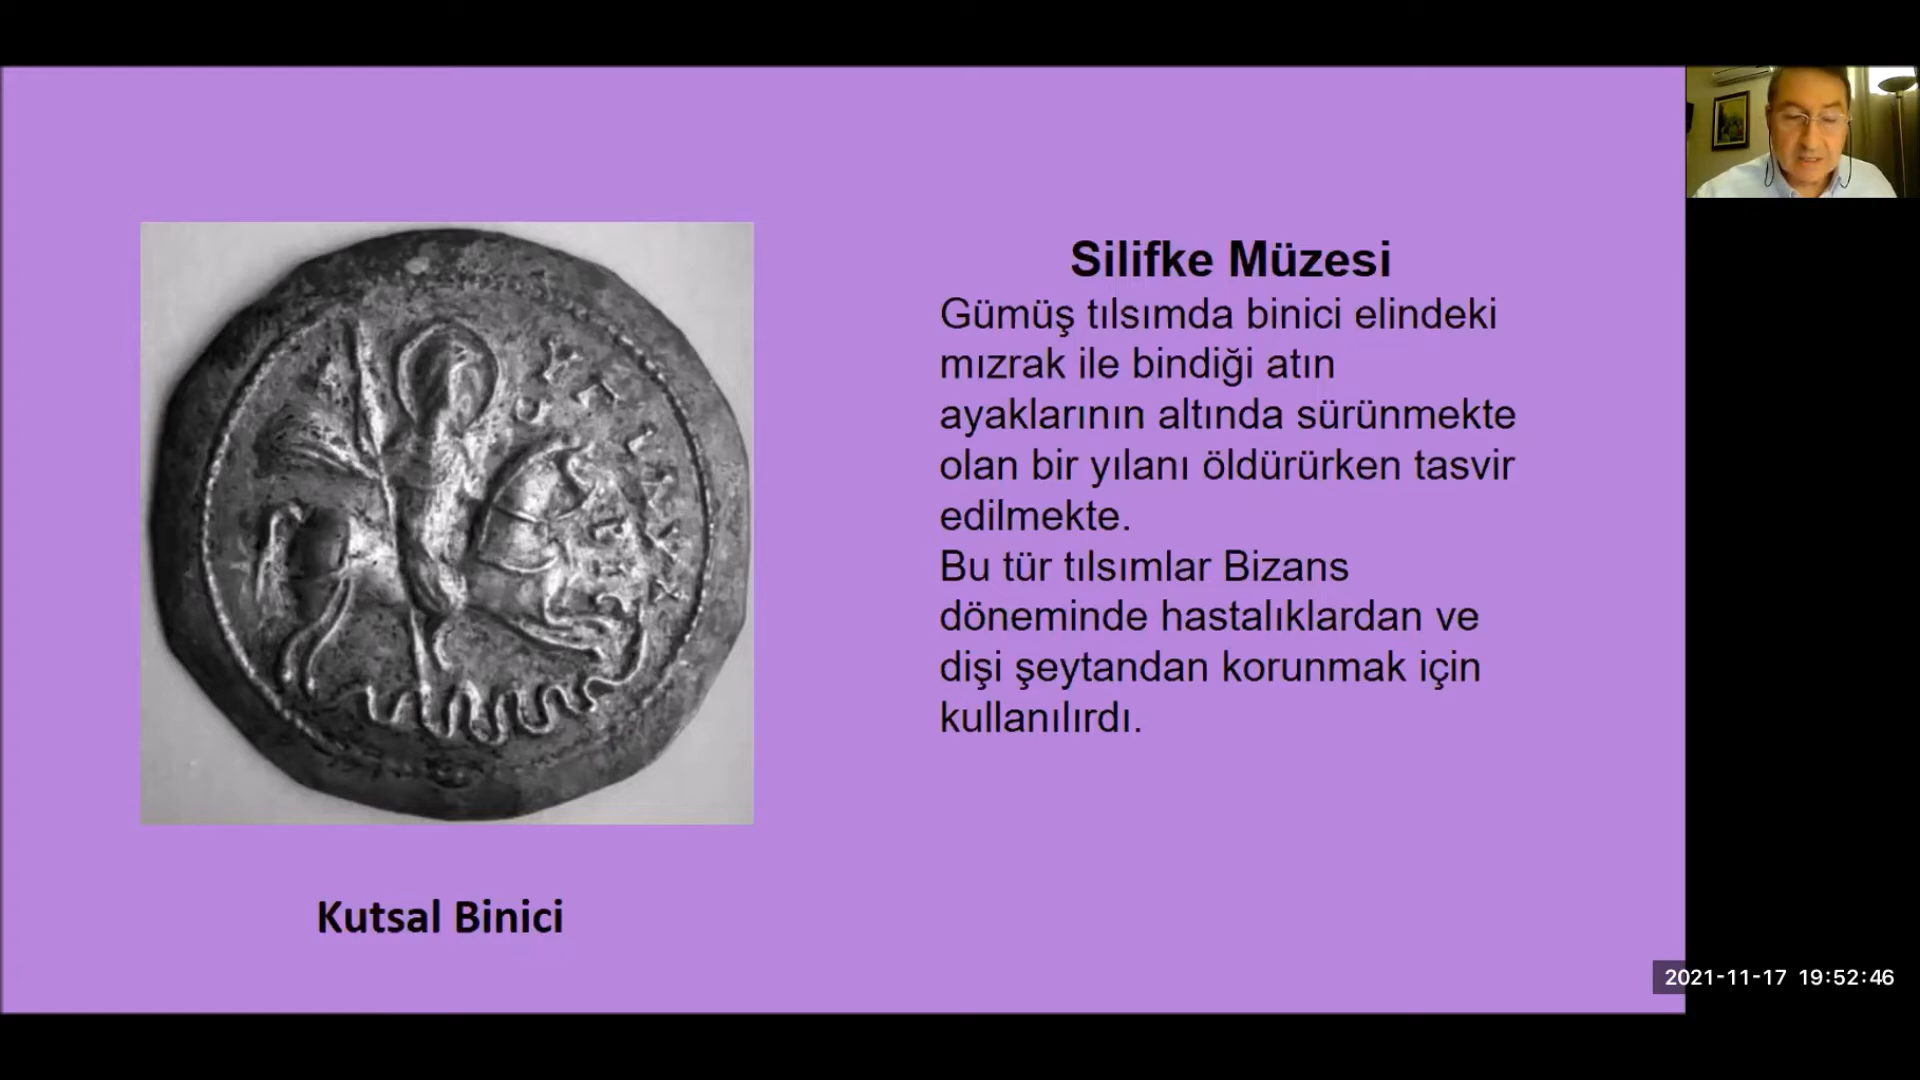 Silifke Müzesi
Gümüş tılsımda binici elindeki
mızrak ile bindiği atın
ayaklarının altında sürünmekte
olan bir yılanı öldürürken tasvir
edilmekte.
Bu tür tılsımlar Bizans
döneminde hastalıklardan ve
dişi şeytandan korunmak için
kullanılırdı.
Kutsal Binici
2021-11-17 19:52:46